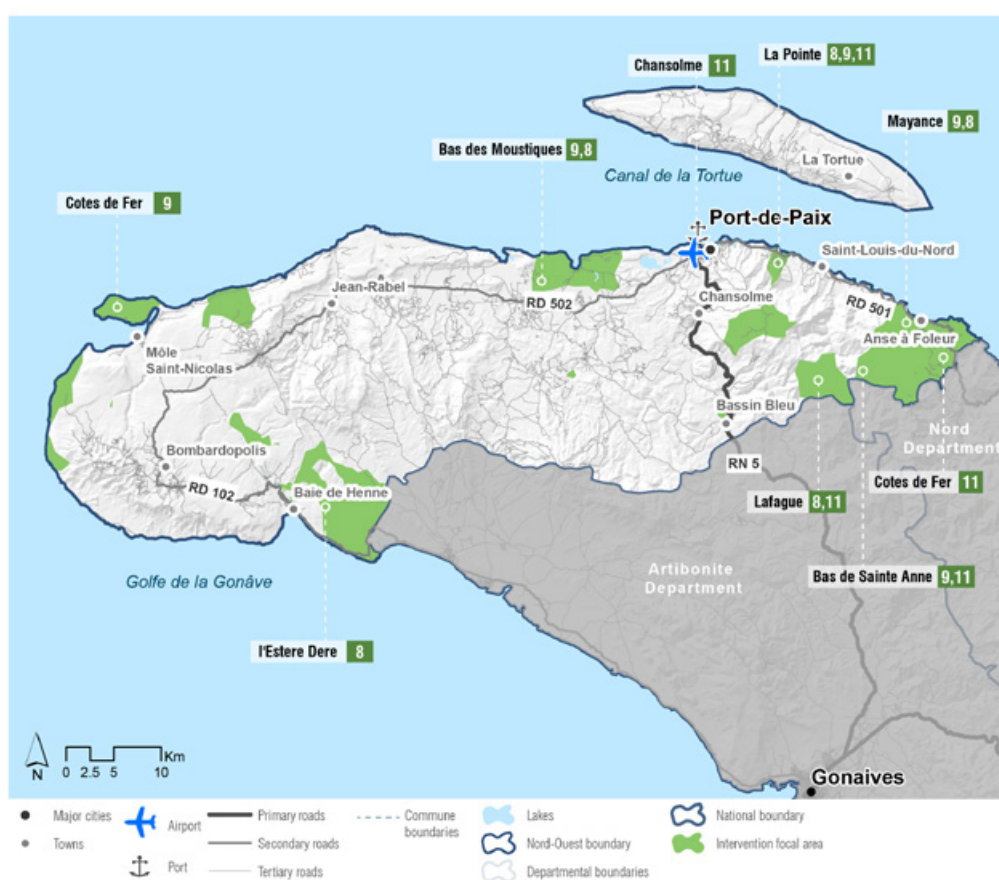 Chansolme 11
La Pointe 8,9,11
Mayance 9,8
Bas des Moustiques 9,8
Canal de la Tortue
La Tortue
Cotes de Fer 9
Port-de-Paix
Saint-Louis-du-Nord
Jean-Rabel
RD 502
Chansolme
RD 501
Anse à Foleur
Môle
Saint-Nicolas
Bassin Bleu
Nord
Department
Bombardopolis
RN 5
RD 102
Baie de Henne
Lafague 8,11
Cotes de Fer 11
Golfe de la Gonâve
Artibonite
Department
Bas de Sainte Anne 9,11
l'Estere Dere 8
N
0 2.5 5 10 Km
Gonaives
Major cities
Airport
Primary roads
Commune
boundaries
Lakes
National boundary
Towns
Secondary roads
Nord-Ouest boundary
Intervention focal area
Port
Tertiary roads
Departmental boundaries